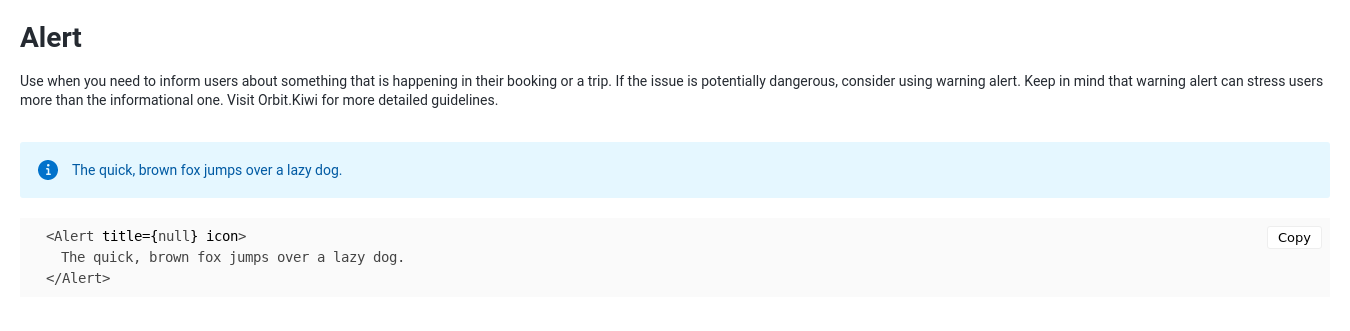 Alert
Use when you need to inform users about something that is happening in their booking or a trip. If the issue is potentially dangerous, consider using warning alert. Keep in mind that warning alert can stress users
more than the informational one. Visit Orbit.Kiwi for more detailed guidelines.
The quick, brown fox jumps over a lazy dog.
<Alert title={null} icon>
Copy
The quick, brown fox jumps over a lazy dog.
</Alert>